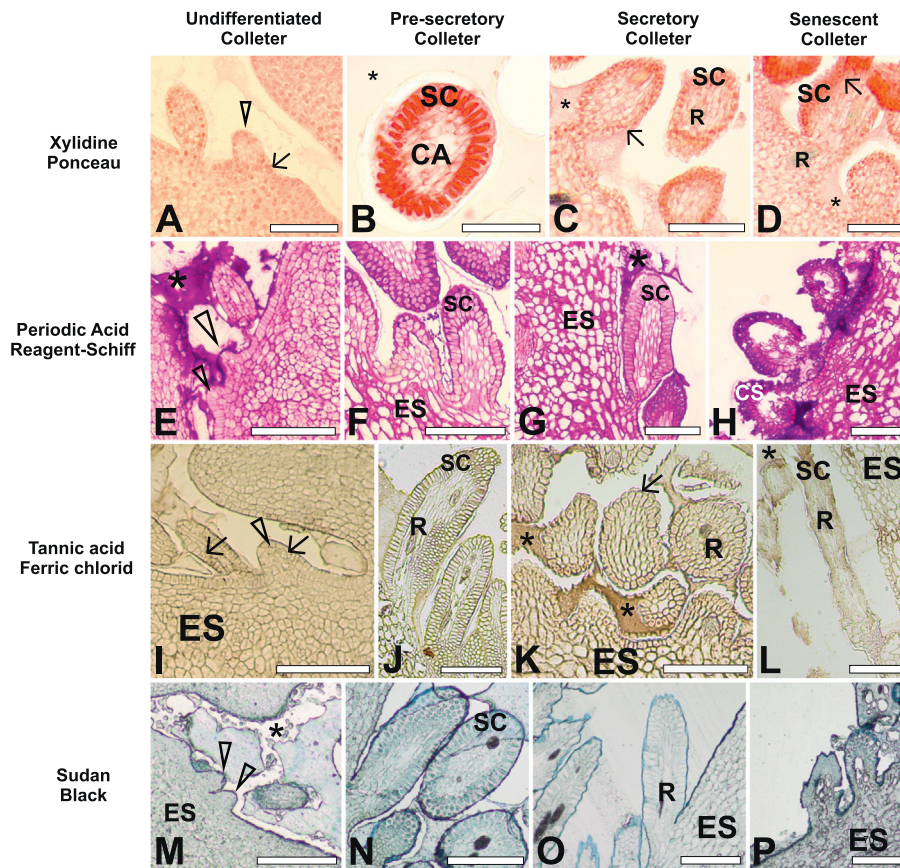 Undifferentiated
Colleter
Pre-secretory
Colleter
Secretory
Colleter
Senescent
Colleter
Xylidine
Ponceau
A
*
SC
CA
B
*
SC
R
C
SC
R
*
D
Periodic Acid
Reagent-Schiff
*
E
SC
ES
F
*
SC
ES
G
CS
ES
H
Tannic acid
Ferric chlorid
ES
I
SC
R
J
*
R
*
ES
K
*
SC
ES
R
L
Sudan
Black
*
ES
M
SC
N
R
ES
O
ES
P